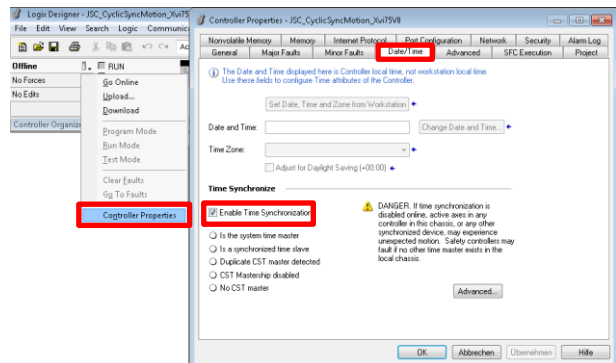 Logix Designer - JSC_CyclicSyncMotion_Xvi75
File Edit View Search Logic Communica
Offline
RUN
No Forces
No Edits
Controller Organiz
Go Online
Upload...
Download
Program Mode
Run Mode
Test Mode
Clear Faults
Go To Faults
Controller Properties
Controller Properties - JSC_CyclicSyncMotion_Xvi75V8
Nonvolatile Memory Memory Internet Protocol Port Configuration Network Security Alarm Log
General Major Faults Minor Faults Date/Time Advanced SFC Execution Project
The Date and Time displayed here is Controller local time, not workstation local time.
Use these fields to configure Time attributes of the Controller.
Set Date, Time and Zone from Workstation
Date and Time:
Change Date and Time...
Time Zone:
Adjust for Daylight Saving (+00:00)
Time Synchronize
Enable Time Synchronization
Is the system time master
Is a synchronized time slave
Duplicate CST master detected
CST Mastership disabled
No CST master
DANGER. If time synchronization is
disabled online, active axes in any
controller in this chassis, or any other
synchronized device, may experience
unexpected motion. Safety controllers may
fault if no other time master exists in the
local chassis.
Advanced...
OK Abbrechen Übernehmen Hilfe